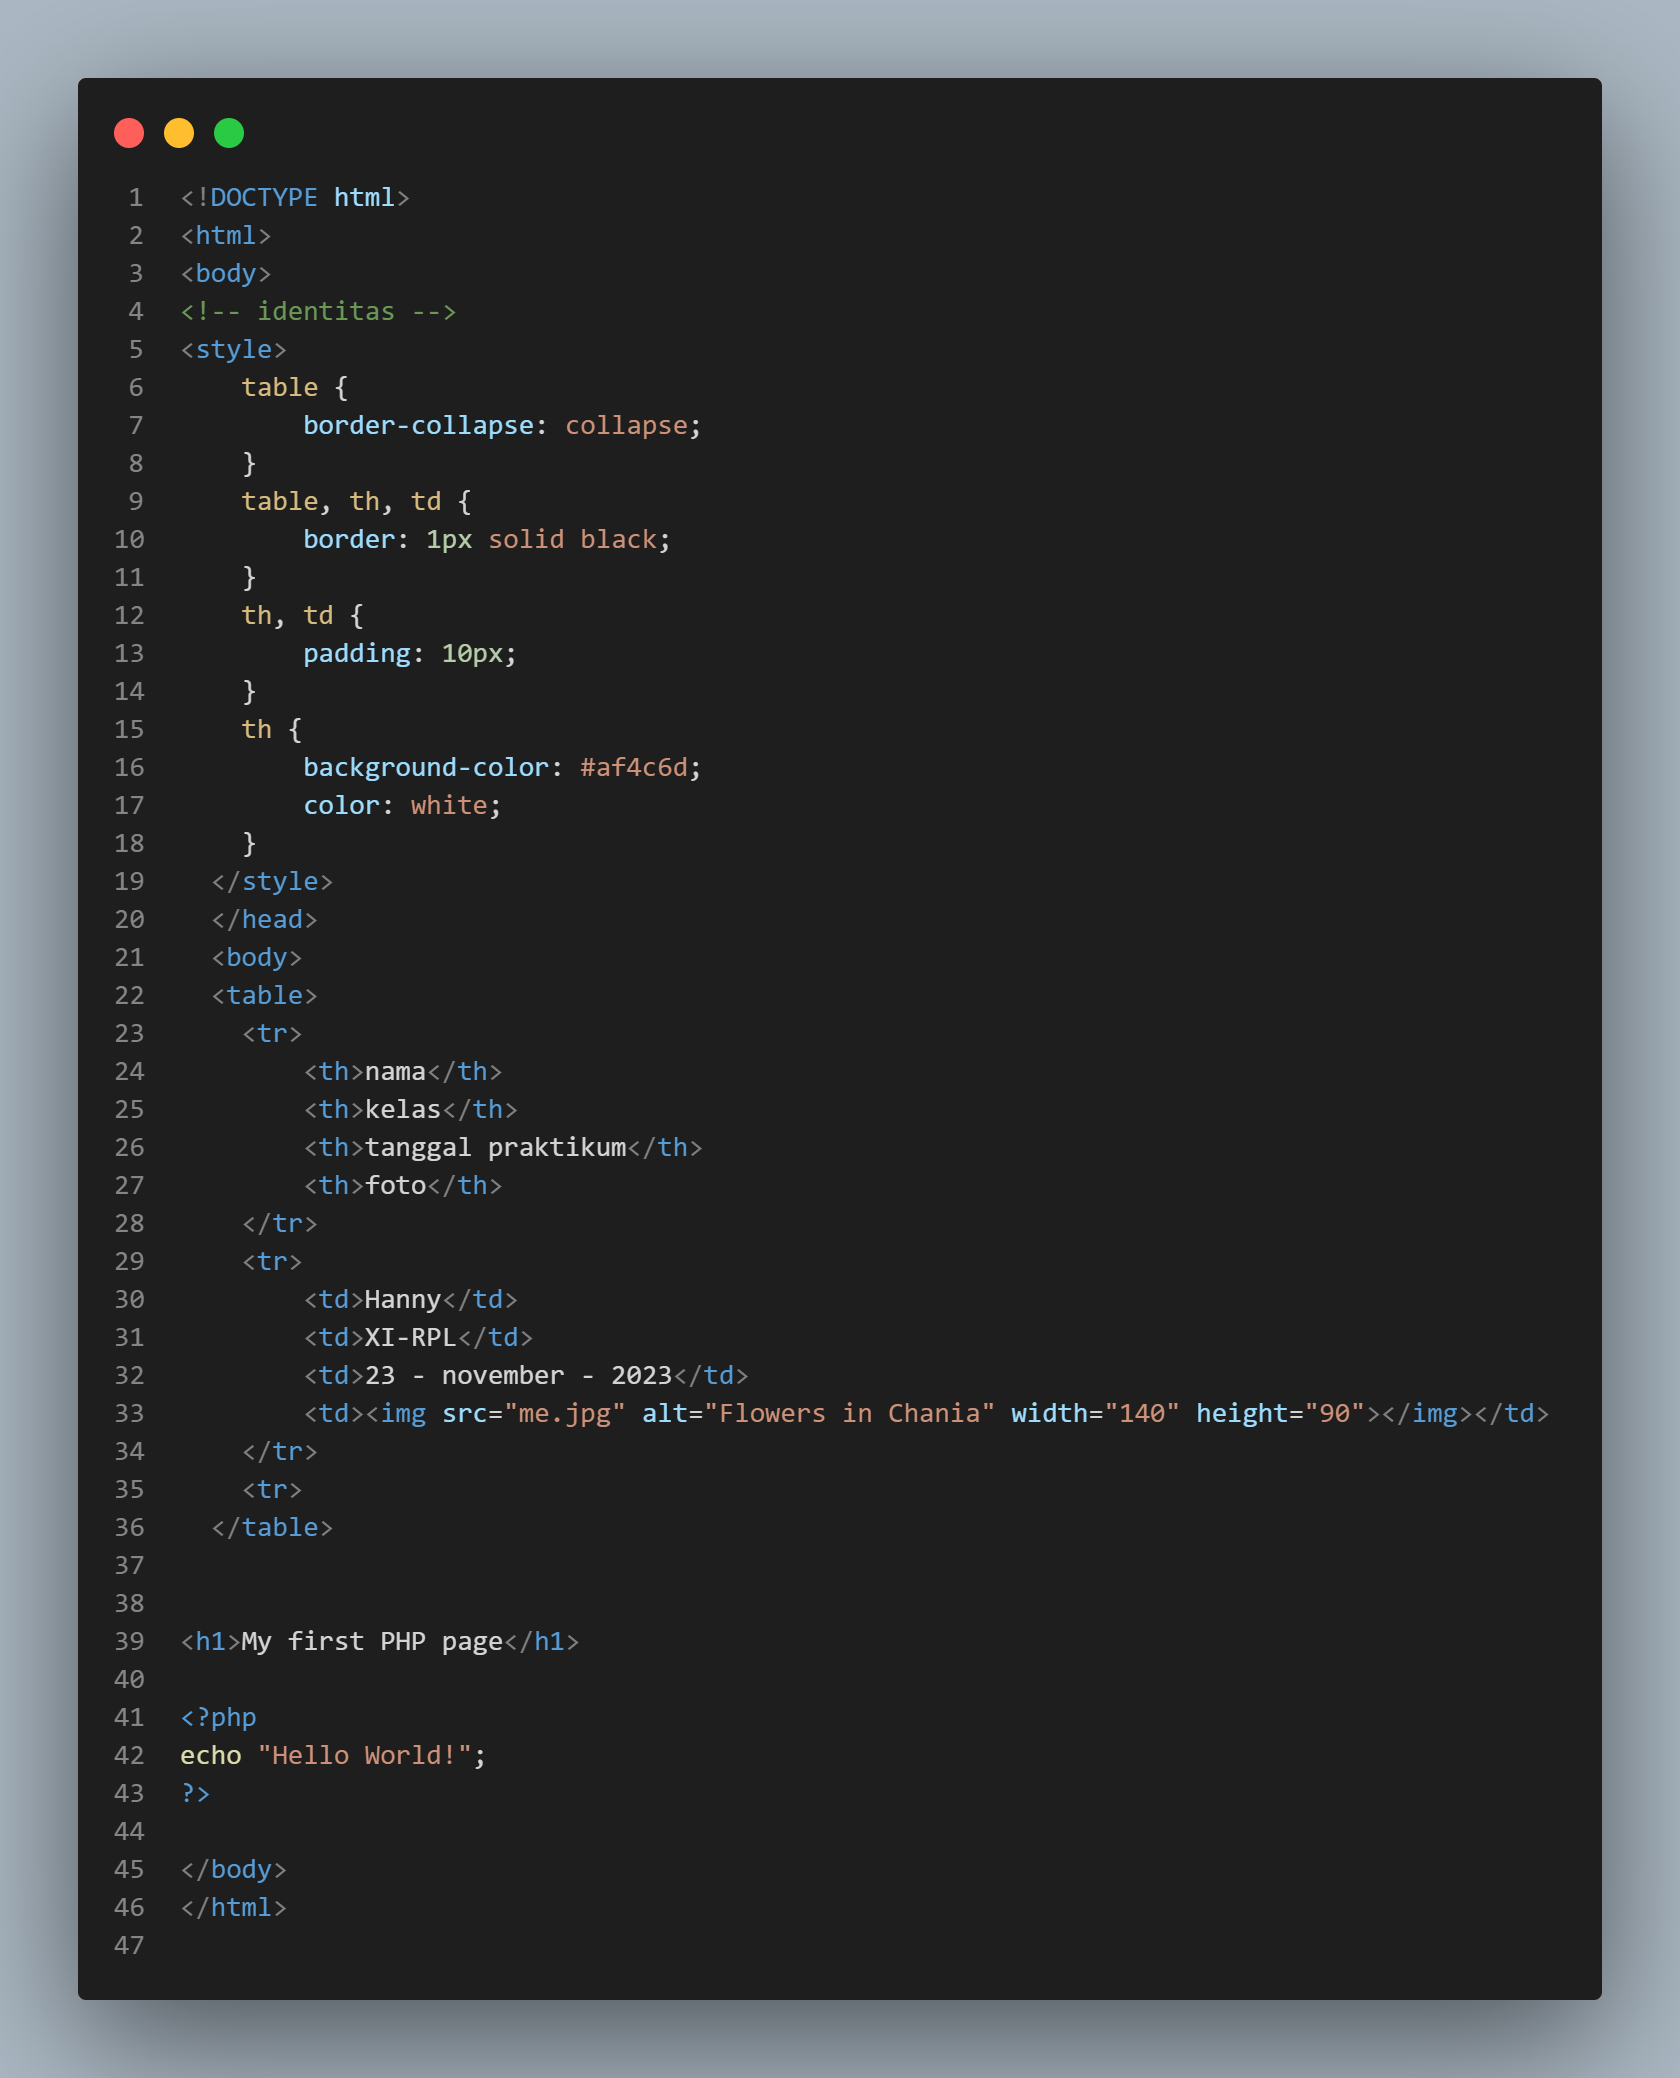 1 <!DOCTYPE html>
2 <html>
3 <body>
4 <!-- identitas -->
5 <style>
6     table {
7         border-collapse: collapse;
8     }
9     table, th, td {
10         border: 1px solid black;
11     }
12     th, td {
13         padding: 10px;
14     }
15     th {
16         background-color: #af4c6d;
17         color: white;
18     }
19   </style>
20   </head>
21   <body>
22   <table>
23     <tr>
24         <th>nama</th>
25         <th>kelas</th>
26         <th>tanggal praktikum</th>
27         <th>foto</th>
28     </tr>
29     <tr>
30         <td>Hanny</td>
31         <td>XI-RPL</td>
32         <td>23 - november - 2023</td>
33         <td><img src="me.jpg" alt="Flowers in Chania" width="140" height="90"></img></td>
34     </tr>
35     <tr>
36   </table>
37
38
39 <h1>My first PHP page</h1>
40
41 <?php
42 echo "Hello World!";
43 ?>
44
45 </body>
46 </html>
47